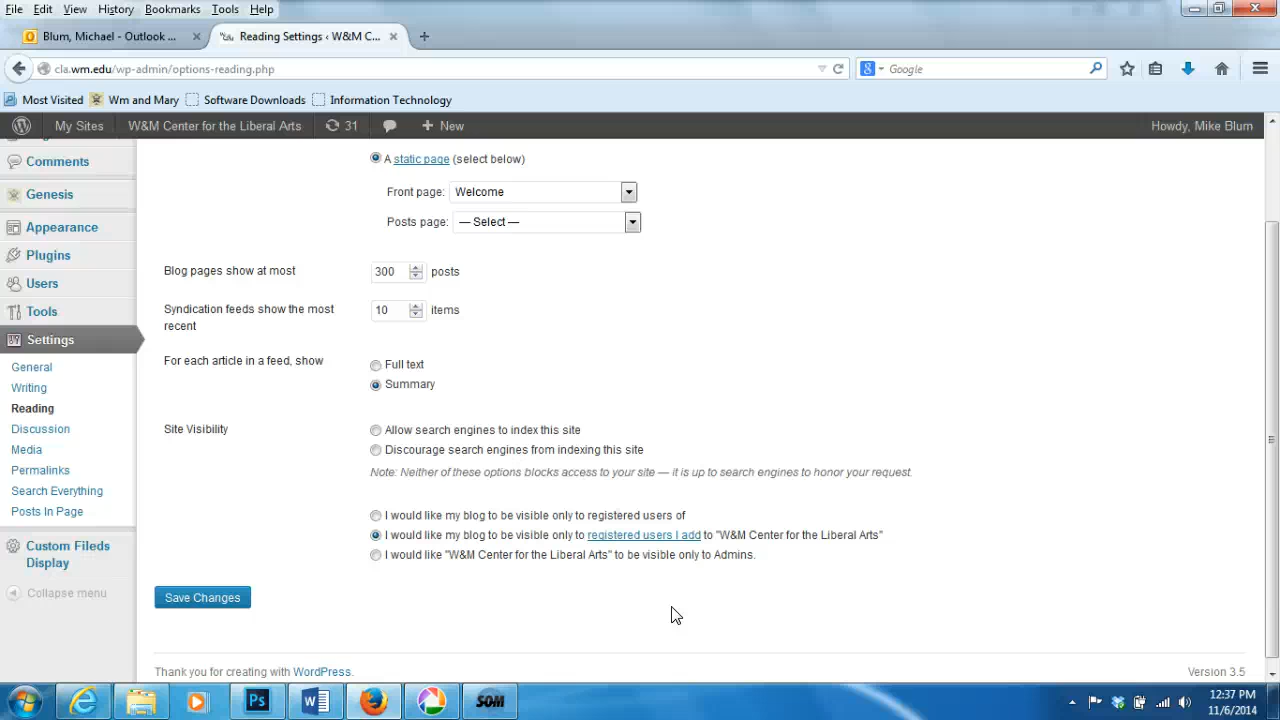 File Edit View History Bookmarks Tools Help
Blum, Michael - Outlook ... × Reading Settings ‹ W&M C... × +
cla.wm.edu/wp-admin/options-reading.php Google
Most Visited Wm and Mary Software Downloads Information Technology
My Sites W&M Center for the Liberal Arts 31 + New Howdy, Mike Blum
Comments
Genesis
Appearance
Plugins
Users
Tools
Settings
General
Writing
Reading
Discussion
Media
Permalinks
Search Everything
Posts In Page
Custom Fileds
Display
Collapse menu
A static page (select below)
Front page: Welcome
Posts page: — Select —
Blog pages show at most 300 posts
Syndication feeds show the most
recent 10 items
For each article in a feed, show Full text
Summary
Site Visibility Allow search engines to index this site
Discourage search engines from indexing this site
Note: Neither of these options blocks access to your site — it is up to search engines to honor your request.
I would like my blog to be visible only to registered users of
I would like my blog to be visible only to registered users I add to "W&M Center for the Liberal Arts"
I would like "W&M Center for the Liberal Arts" to be visible only to Admins.
Save Changes
Thank you for creating with WordPress. Version 3.5
Ps SOM 12:37 PM
11/6/2014